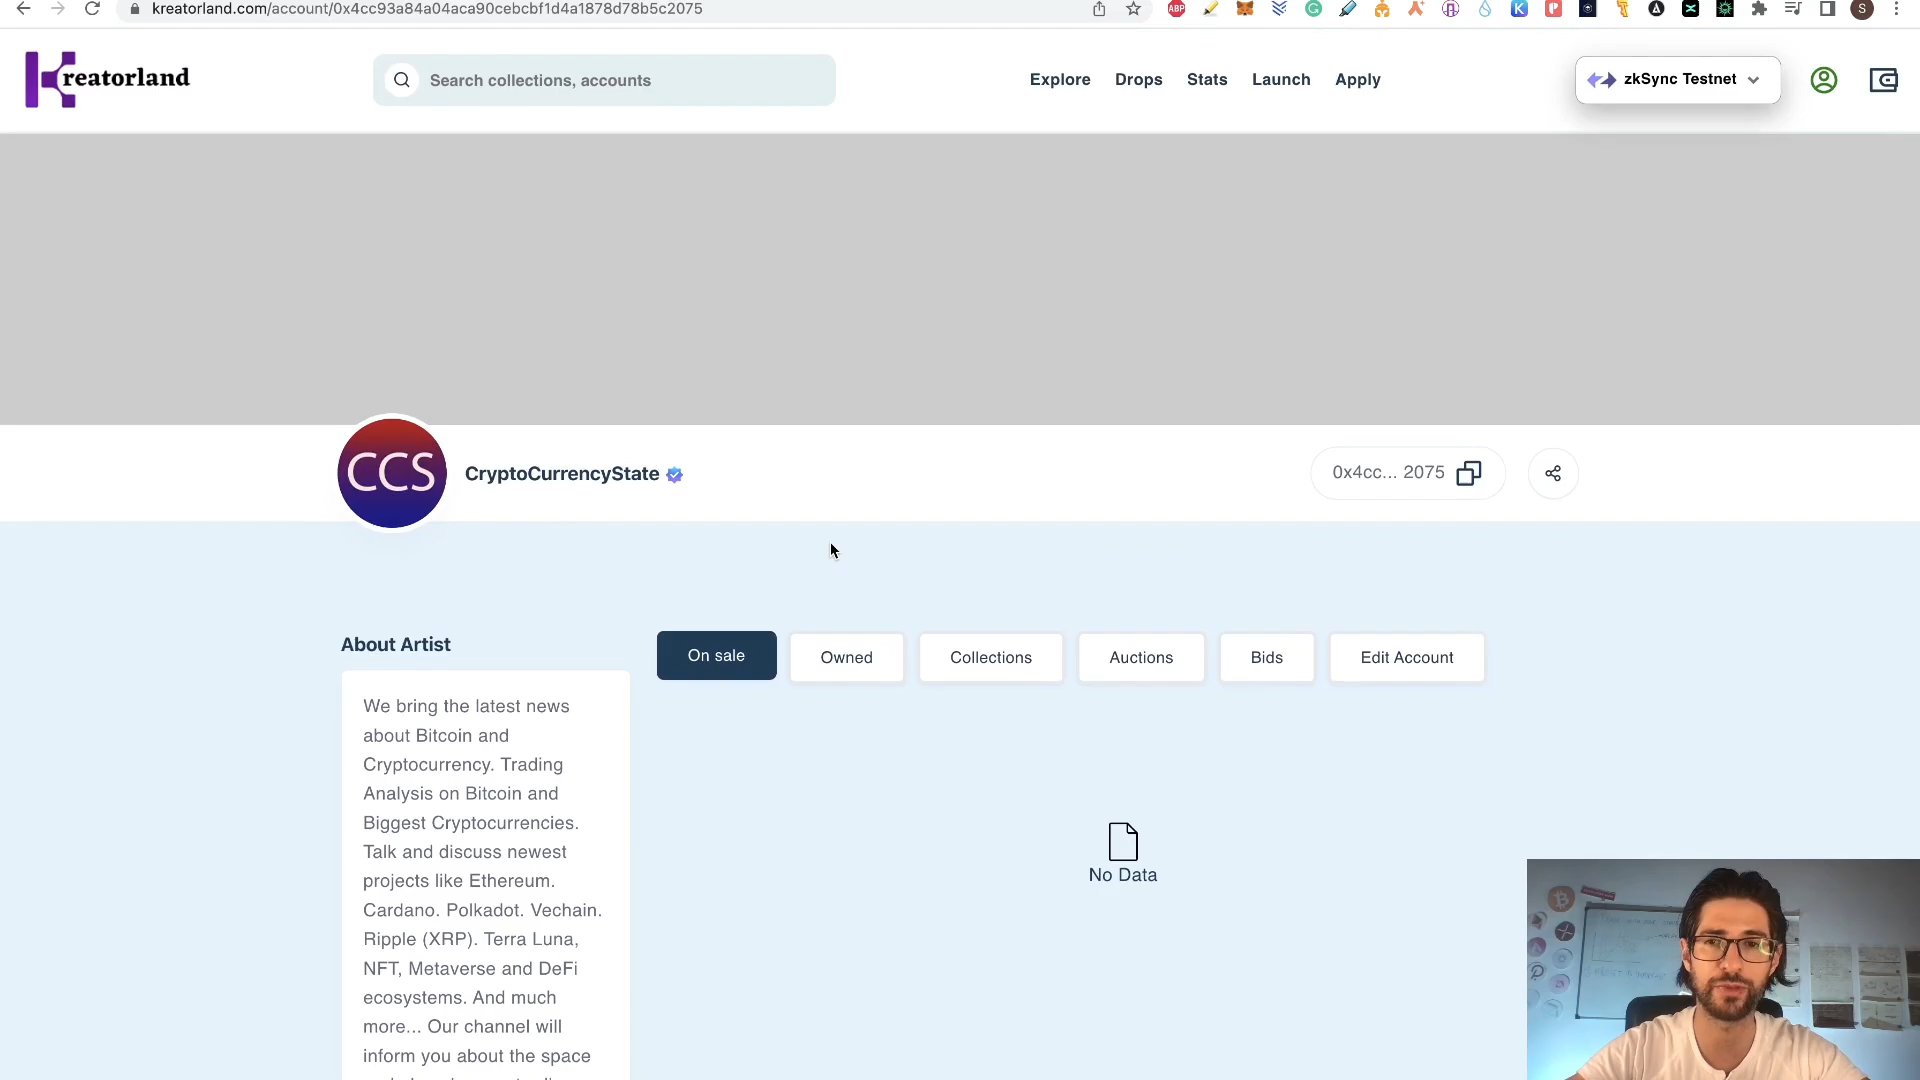 kreatorland.com/account/0x4cc93a84a04aca90cebcbf1d4a1878d78b5c2075
ABP
S
Kreatorland
Search collections, accounts
Explore
Drops
Stats
Launch
Apply
zkSync Testnet
CCS
CryptoCurrencyState
0x4cc... 2075
About Artist
On sale
Owned
Collections
Auctions
Bids
Edit Account
We bring the latest news
about Bitcoin and
Cryptocurrency. Trading
Analysis on Bitcoin and
Biggest Cryptocurrencies.
Talk and discuss newest
projects like Ethereum.
Cardano. Polkadot. Vechain.
Ripple (XRP). Terra Luna,
NFT, Metaverse and DeFi
ecosystems. And much
more... Our channel will
inform you about the space
No Data